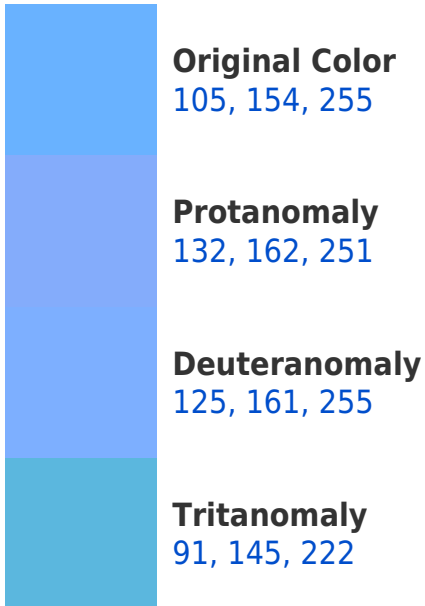 Original Color
105, 154, 255
Protanomaly
132, 162, 251
Deuteranomaly
125, 161, 255
Tritanomaly
91, 145, 222